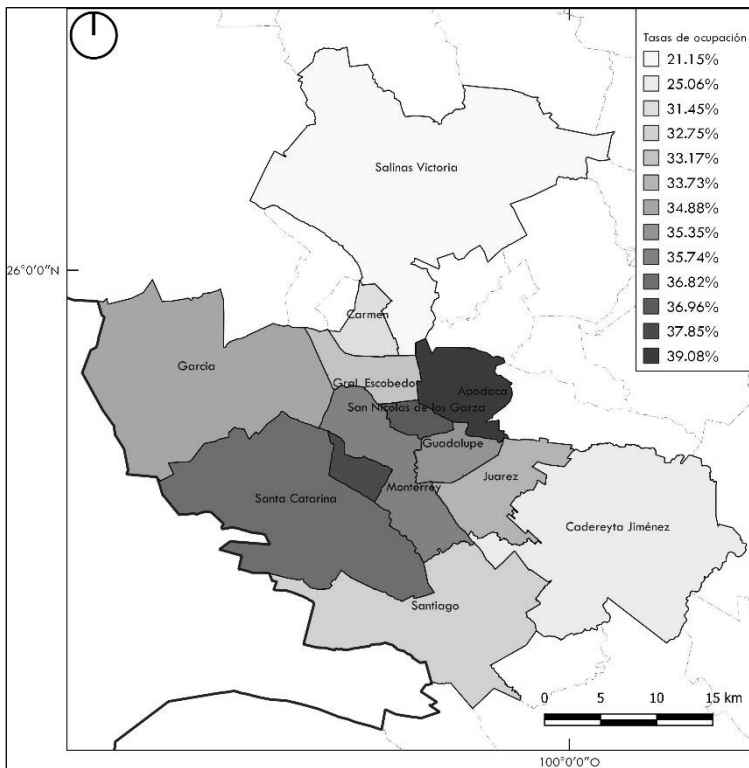 Tasas de ocupación
21.15%
25.06%
31.45%
32.75%
33.17%
33.73%
34.88%
35.35%
35.74%
36.82%
36.96%
37.85%
39.08%
Salinas Victoria
26°0'0"N
Carmen
García
Gral. Escobedo
Apodaca
San Nicolas de los Garza
Guadalupe
Santa Catarina
Monterrey
Juarez
Cadereyta Jiménez
Santiago
0 5 10 15 km
100°0'0"O